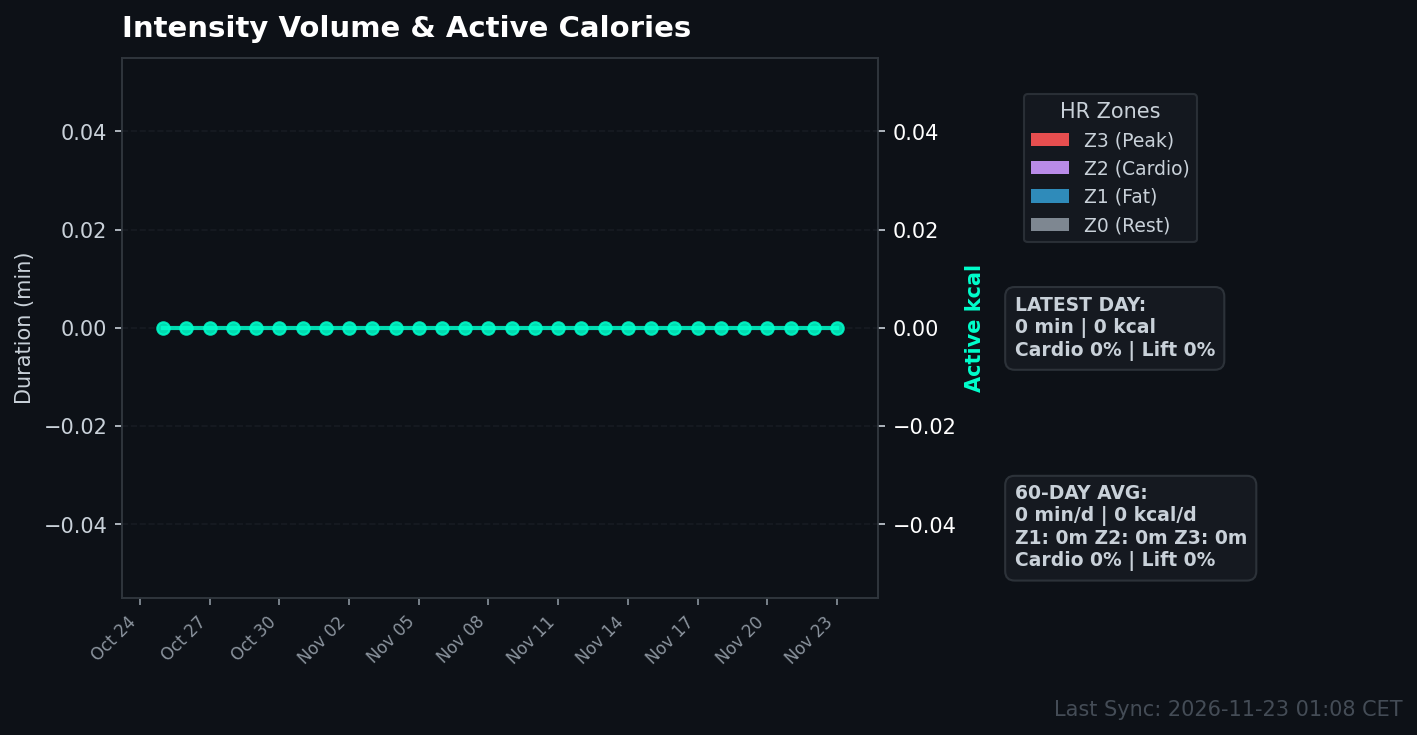 Intensity Volume & Active Calories
Duration (min)
0.04
0.02
0.00
−0.02
−0.04
0.04
0.02
0.00
−0.02
−0.04
Active kcal
Oct 24
Oct 27
Oct 30
Nov 02
Nov 05
Nov 08
Nov 11
Nov 14
Nov 17
Nov 20
Nov 23
HR Zones
Z3 (Peak)
Z2 (Cardio)
Z1 (Fat)
Z0 (Rest)
LATEST DAY:
0 min | 0 kcal
Cardio 0% | Lift 0%
60-DAY AVG:
0 min/d | 0 kcal/d
Z1: 0m Z2: 0m Z3: 0m
Cardio 0% | Lift 0%
Last Sync: 2026-11-23 01:08 CET